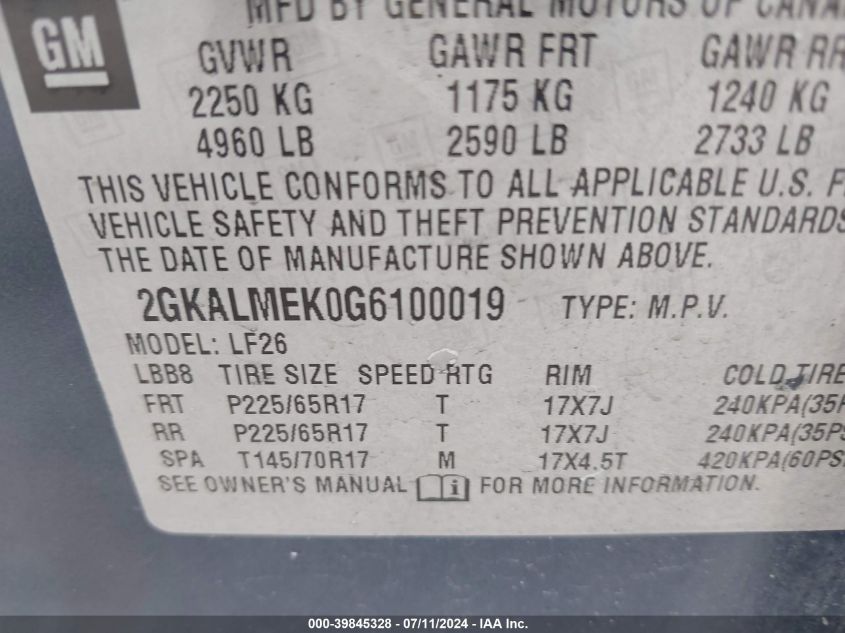 GM
MFD BY GENERAL MOTORS OF CANA
GVWR GAWR FRT GAWR RR
2250 KG 1175 KG 1240 KG
4960 LB 2590 LB 2733 LB
THIS VEHICLE CONFORMS TO ALL APPLICABLE U.S. F
VEHICLE SAFETY AND THEFT PREVENTION STANDARDS
THE DATE OF MANUFACTURE SHOWN ABOVE.
2GKALMEK0G6100019 TYPE: M.P.V.
MODEL: LF26
LBB8 TIRE SIZE SPEED RTG RIM COLD TIRE
FRT P225/65R17 T 17X7J 240KPA(35P
RR P225/65R17 T 17X7J 240KPA(35PS
SPA T145/70R17 M 17X4.5T 420KPA(60PS
SEE OWNER'S MANUAL i FOR MORE INFORMATION.
000-39845328 - 07/11/2024 - IAA Inc.